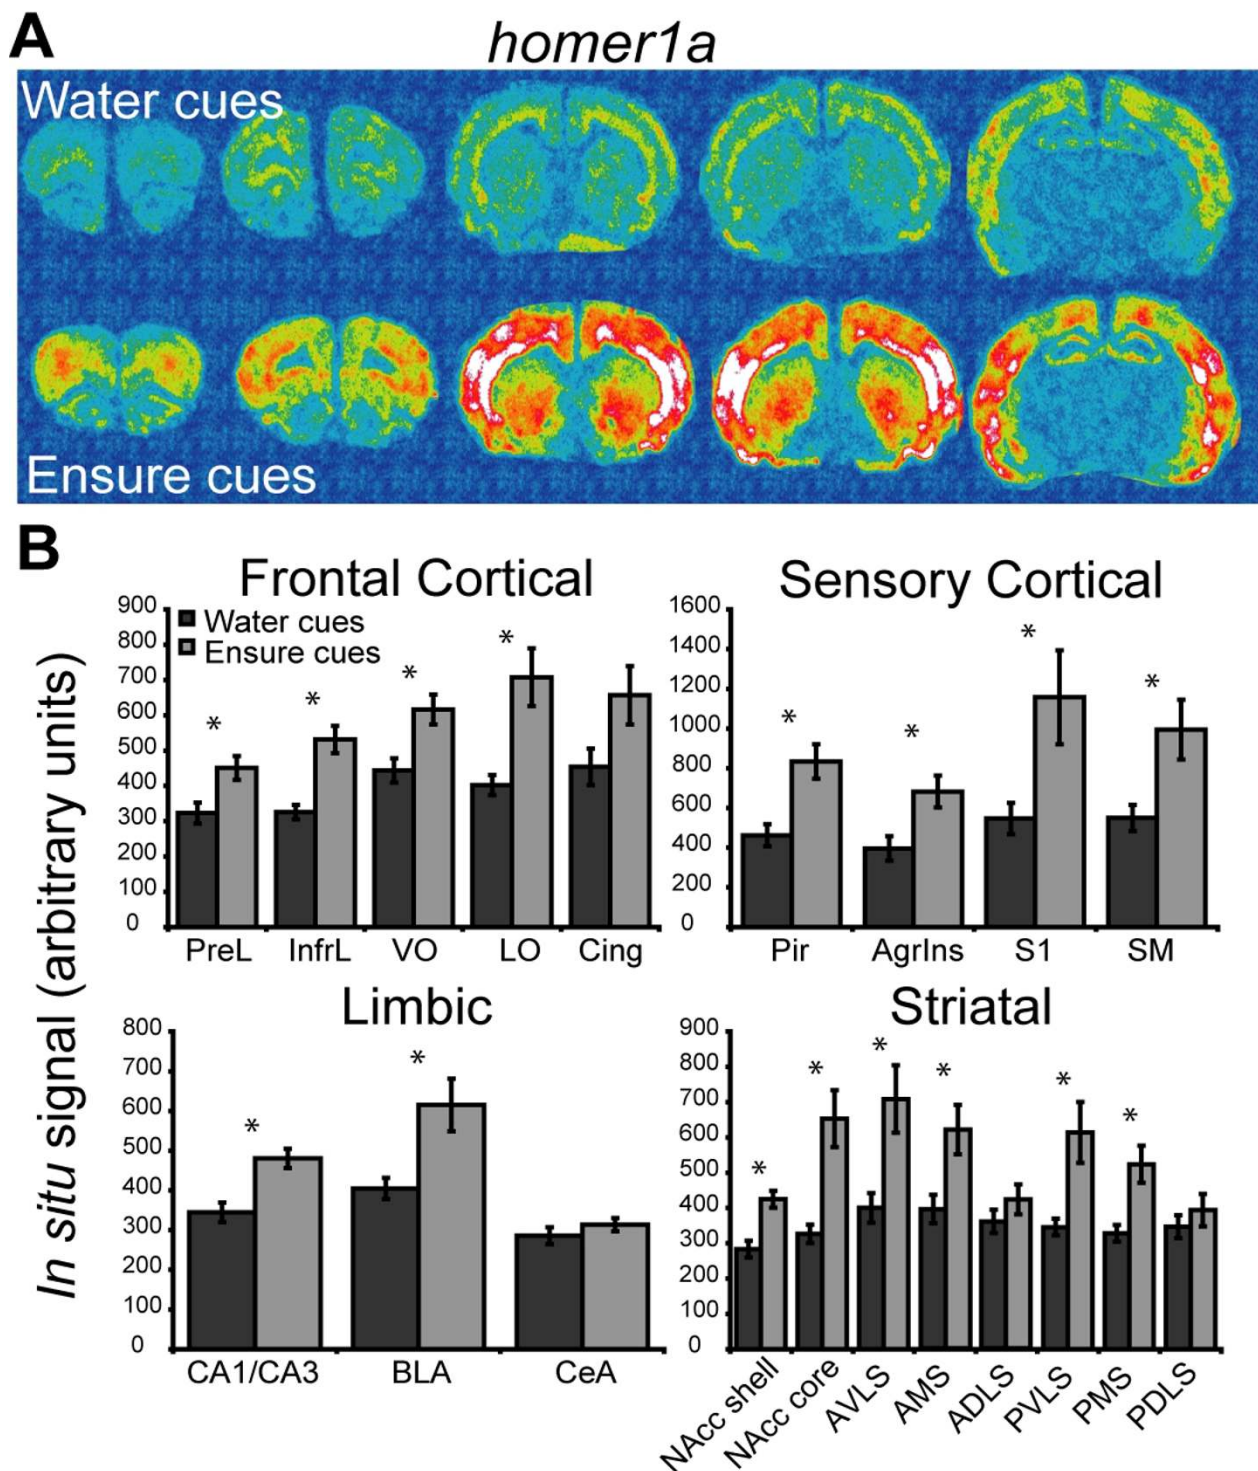 A
homer1a
Water cues
Ensure cues
B
In situ signal (arbitrary units)
Frontal Cortical
900
800
700
600
500
400
300
200
100
0
Water cues
Ensure cues
*
*
*
*
PreL InfrL VO LO Cing
Sensory Cortical
1600
1400
1200
1000
800
600
400
200
0
*
*
*
*
Pir AgrIns S1 SM
Limbic
800
700
600
500
400
300
200
100
0
*
*
CA1/CA3 BLA CeA
Striatal
900
800
700
600
500
400
300
200
100
0
*
*
*
*
*
*
NAcc shell
NAcc core
AVLS
AMS
ADLS
PVLS
PMS
PDLS